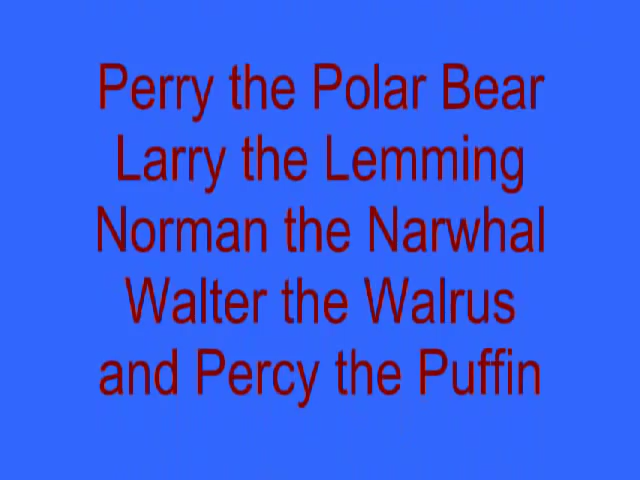 Perry the Polar Bear
Larry the Lemming
Norman the Narwhal
Walter the Walrus
and Percy the Puffin